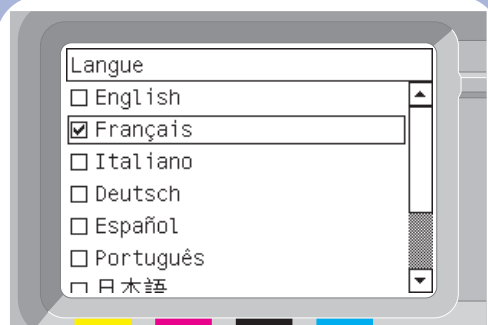 Langue
English
Français
Italiano
Deutsch
Español
Português
日本語